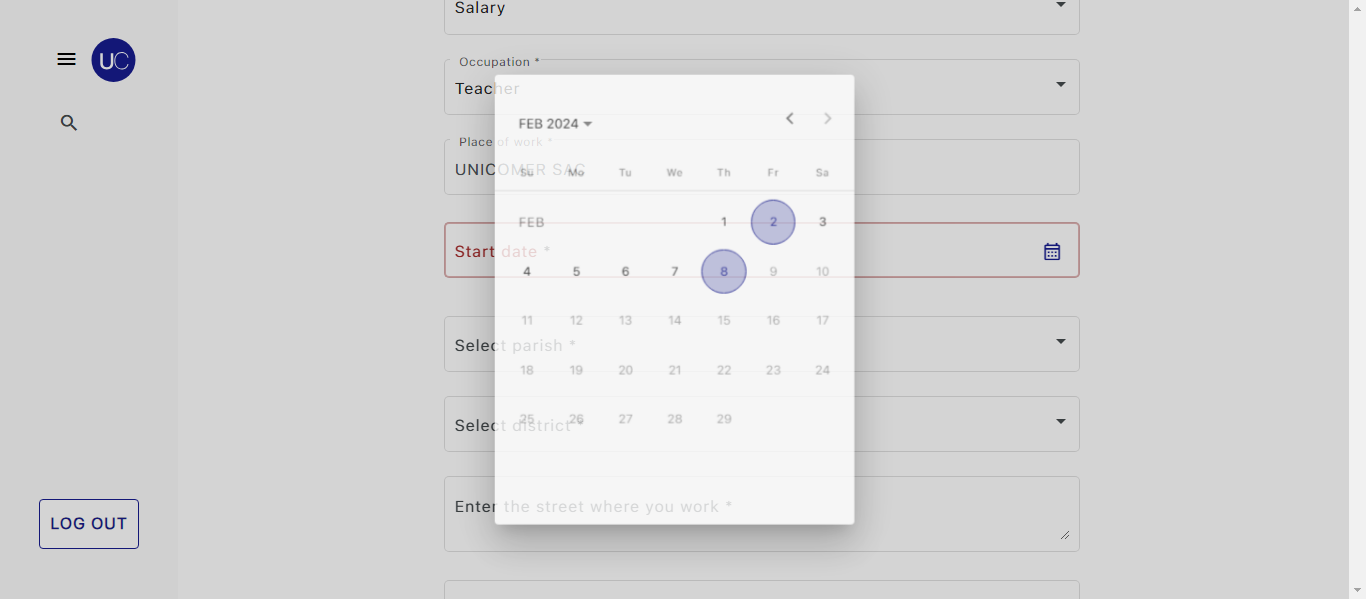 Salary
UC
Occupation *
Teacher
FEB 2024
Place of work *
UNICOMER SAC
Su Mo Tu We Th Fr Sa
FEB 1 2 3
Start date *
4 5 6 7 8 9 10
11 12 13 14 15 16 17
Select parish *
18 19 20 21 22 23 24
25 26 27 28 29
Select district *
Enter the street where you work *
LOG OUT